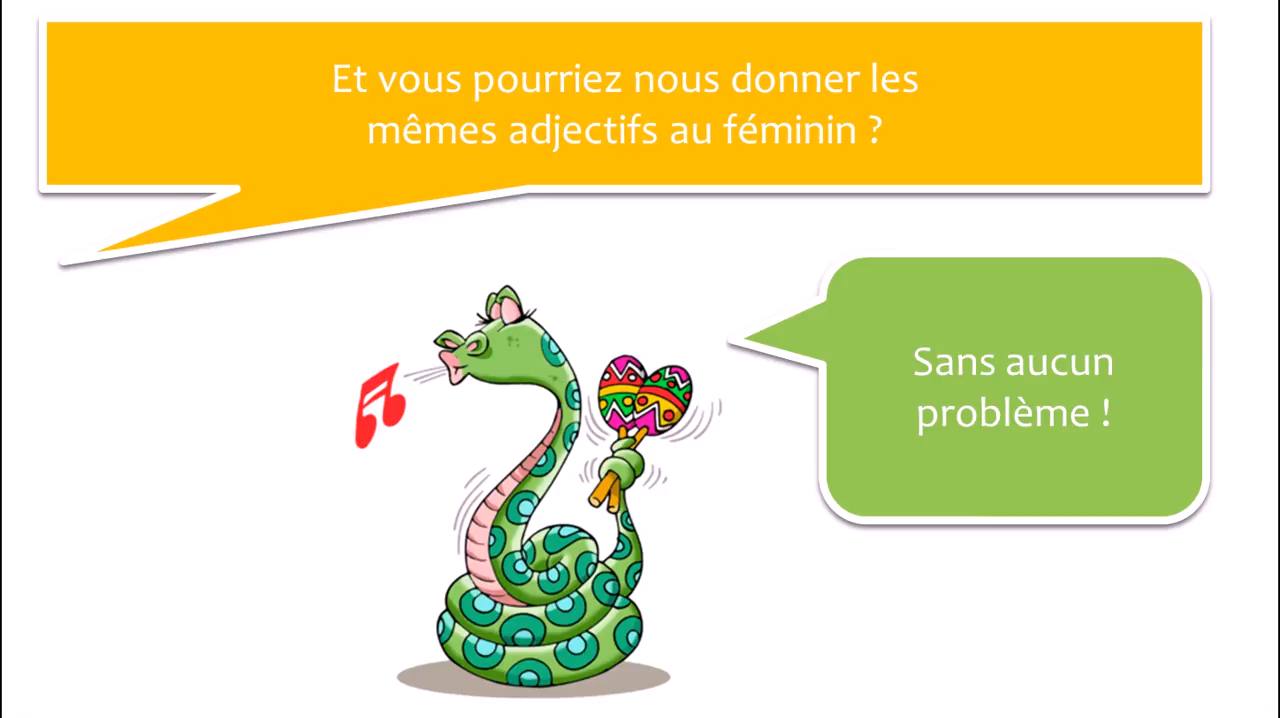 Et vous pourriez nous donner les
mêmes adjectifs au féminin ?
Sans aucun
problème !